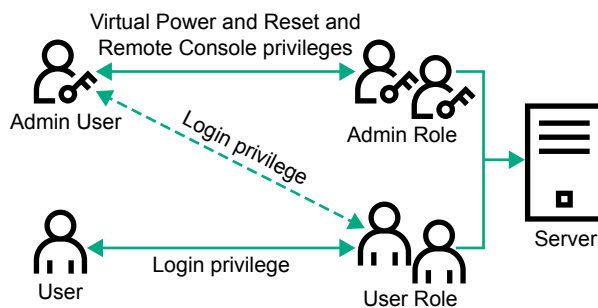 Virtual Power and Reset and
Remote Console privileges
Admin User
Login privilege
Admin Role
Server
Login privilege
User
User Role